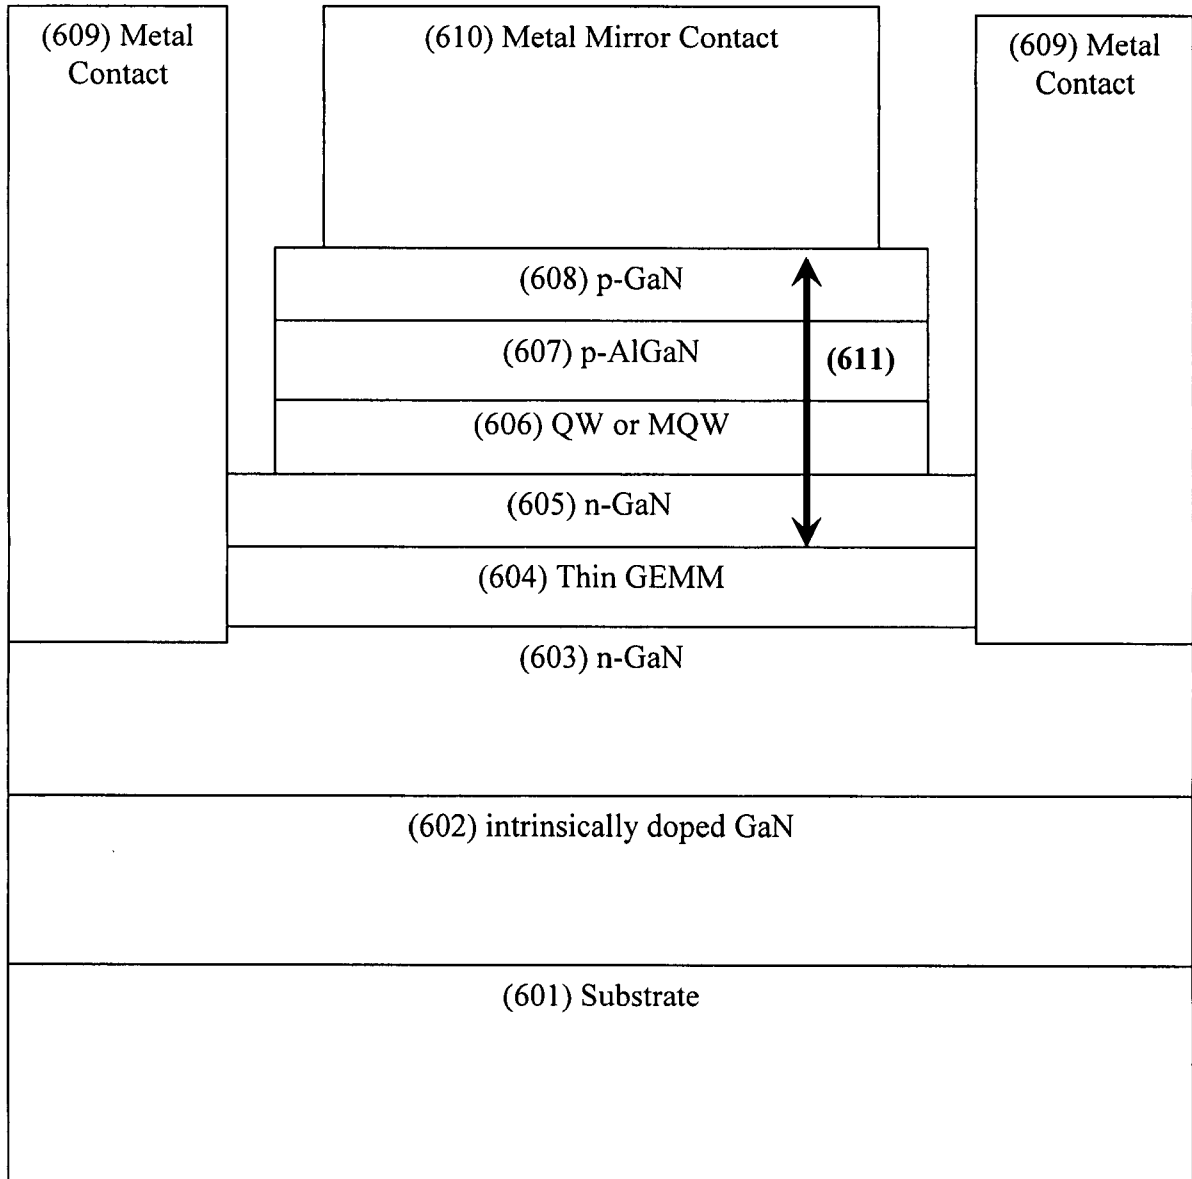 (609) Metal
Contact
(610) Metal Mirror Contact
(609) Metal
Contact
(608) p-GaN
(607) p-AlGaN
(611)
(606) QW or MQW
(605) n-GaN
(604) Thin GEMM
(603) n-GaN
(602) intrinsically doped GaN
(601) Substrate